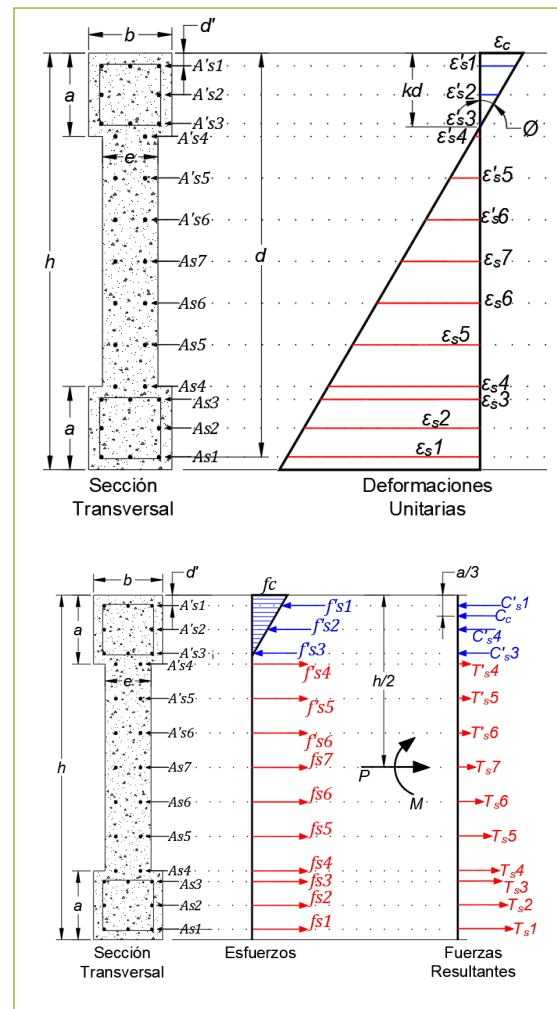 b
d'
a
e
h
a
d
A's1
A's2
A's3
A's4
A's5
A's6
As7
As6
As5
As4
As3
As2
As1
Sección
Transversal
εc
kd
Ø
ε's1
ε's2
ε's3
ε's4
ε's5
ε's6
εs7
εs6
εs5
εs4
εs3
εs2
εs1
Deformaciones
Unitarias
b
d'
a
e
h
a
A's1
A's2
A's3
A's4
A's5
A's6
As7
As6
As5
As4
As3
As2
As1
Sección
Transversal
fc
f's1
f's2
f's3
f's4
f's5
f's6
fs7
fs6
fs5
fs4
fs3
fs2
fs1
Esfuerzos
h/2
P
M
a/3
C's1
Cc
C's4
C's3
T's4
T's5
T's6
Ts7
Ts6
Ts5
Ts4
Ts3
Ts2
Ts1
Fuerzas
Resultantes